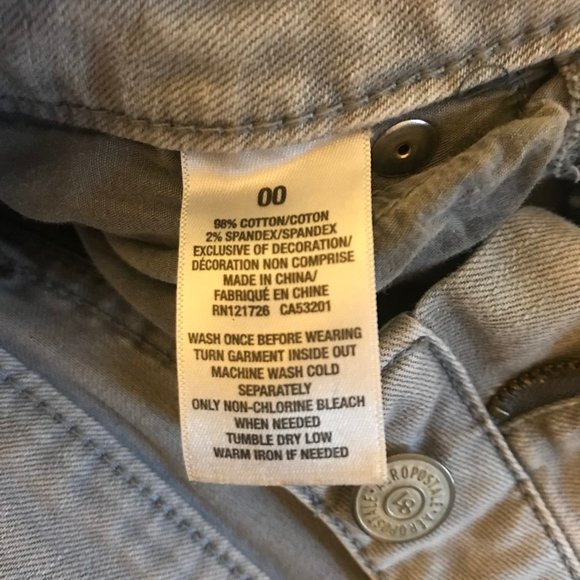 00
98% COTTON/COTON
2% SPANDEX/SPANDEX
EXCLUSIVE OF DECORATION/
DÉCORATION NON COMPRISE
MADE IN CHINA/
FABRIQUÉ EN CHINE
RN121726 CA53201
WASH ONCE BEFORE WEARING
TURN GARMENT INSIDE OUT
MACHINE WASH COLD
SEPARATELY
ONLY NON-CHLORINE BLEACH
WHEN NEEDED
TUMBLE DRY LOW
WARM IRON IF NEEDED
AEROPOSTALE